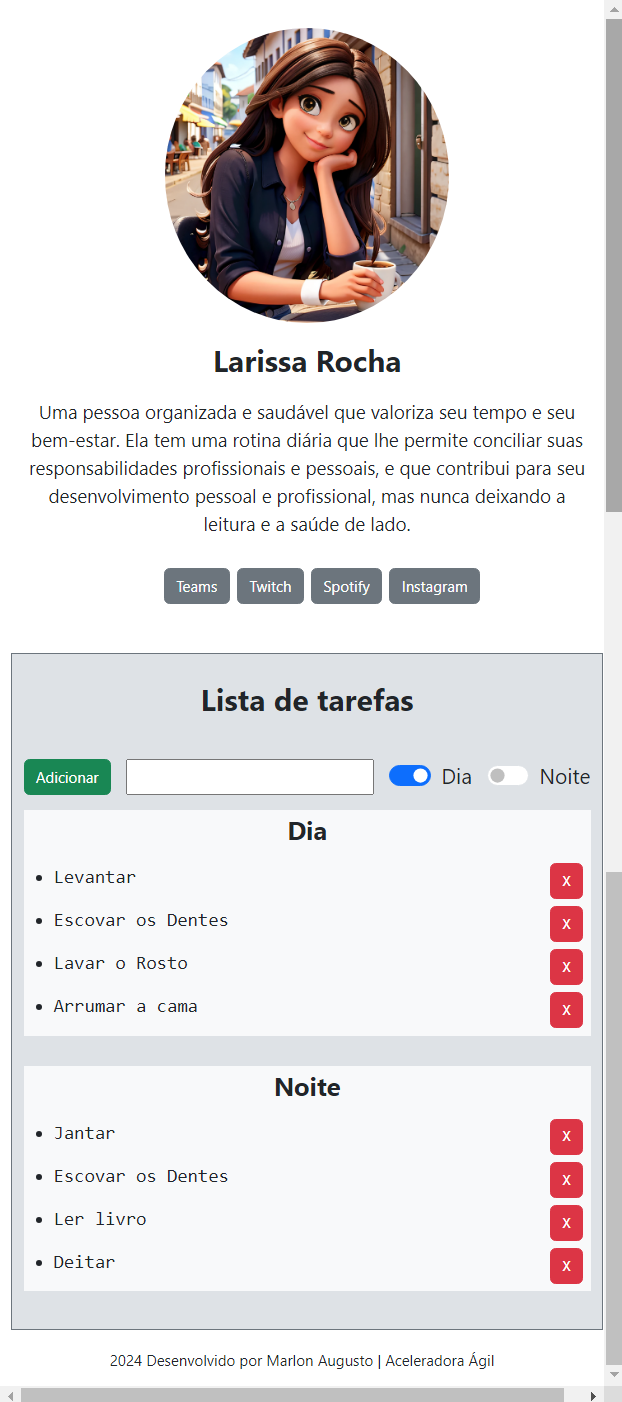 Larissa Rocha
Uma pessoa organizada e saudável que valoriza seu tempo e seu
bem-estar. Ela tem uma rotina diária que lhe permite conciliar suas
responsabilidades profissionais e pessoais, e que contribui para seu
desenvolvimento pessoal e profissional, mas nunca deixando a
leitura e a saúde de lado.
Teams Twitch Spotify Instagram
Lista de tarefas
Adicionar Dia Noite
Dia
Levantar X
Escovar os Dentes X
Lavar o Rosto X
Arrumar a cama X
Noite
Jantar X
Escovar os Dentes X
Ler livro X
Deitar X
2024 Desenvolvido por Marlon Augusto | Aceleradora Ágil